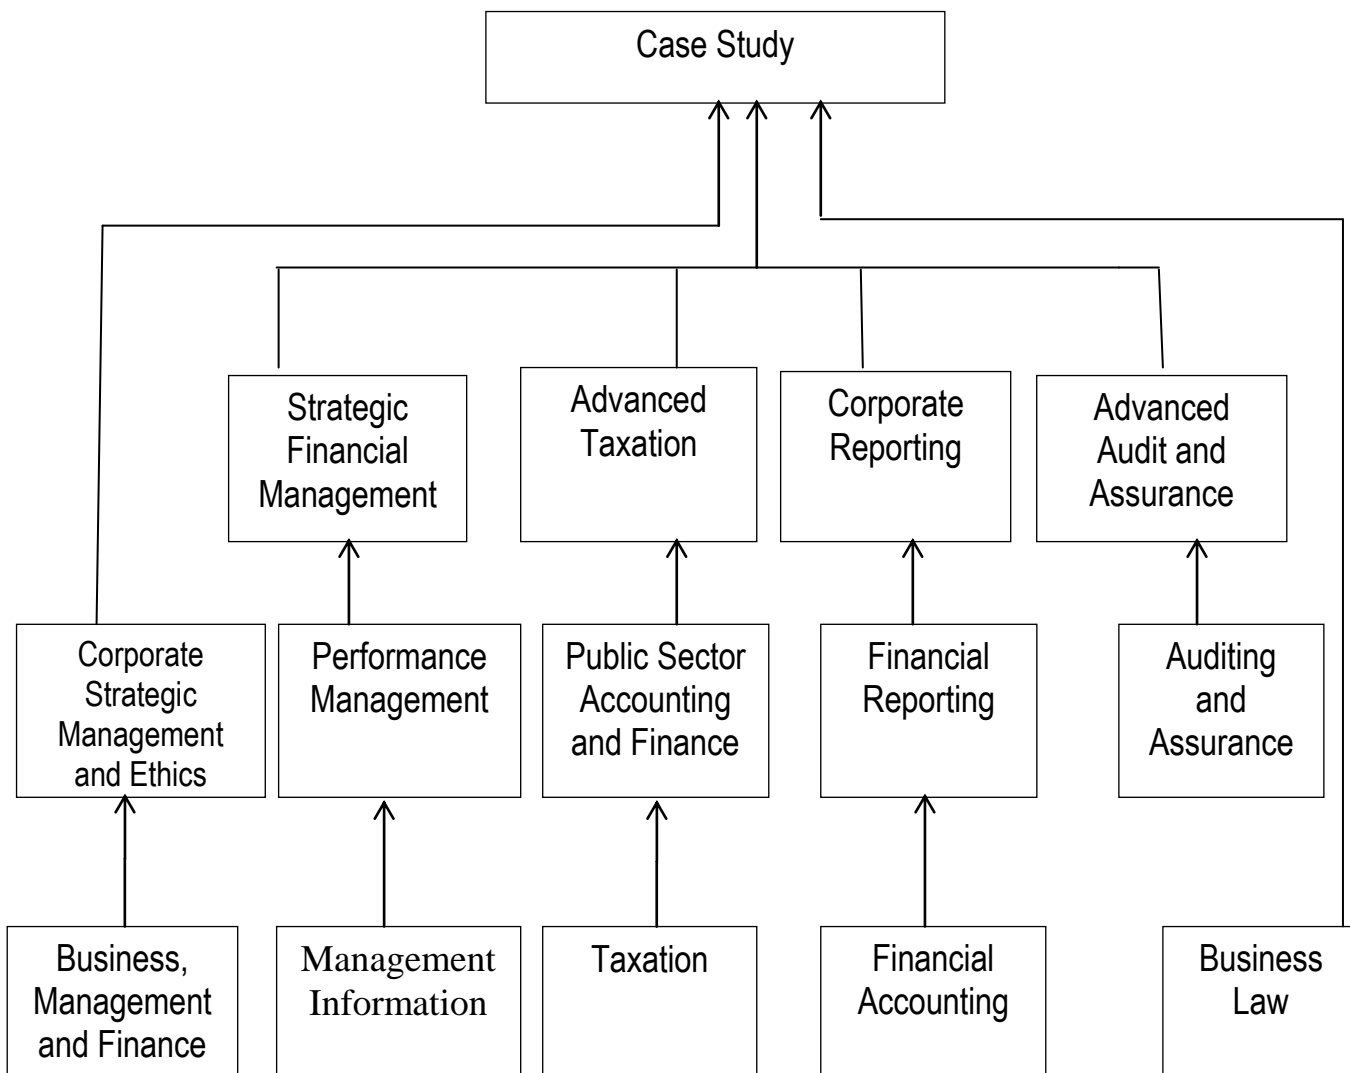 Case Study
Strategic
Financial
Management
Advanced
Taxation
Corporate
Reporting
Advanced
Audit and
Assurance
Corporate
Strategic
Management
and Ethics
Performance
Management
Public Sector
Accounting
and Finance
Financial
Reporting
Auditing
and
Assurance
Business,
Management
and Finance
Management
Information
Taxation
Financial
Accounting
Business
Law